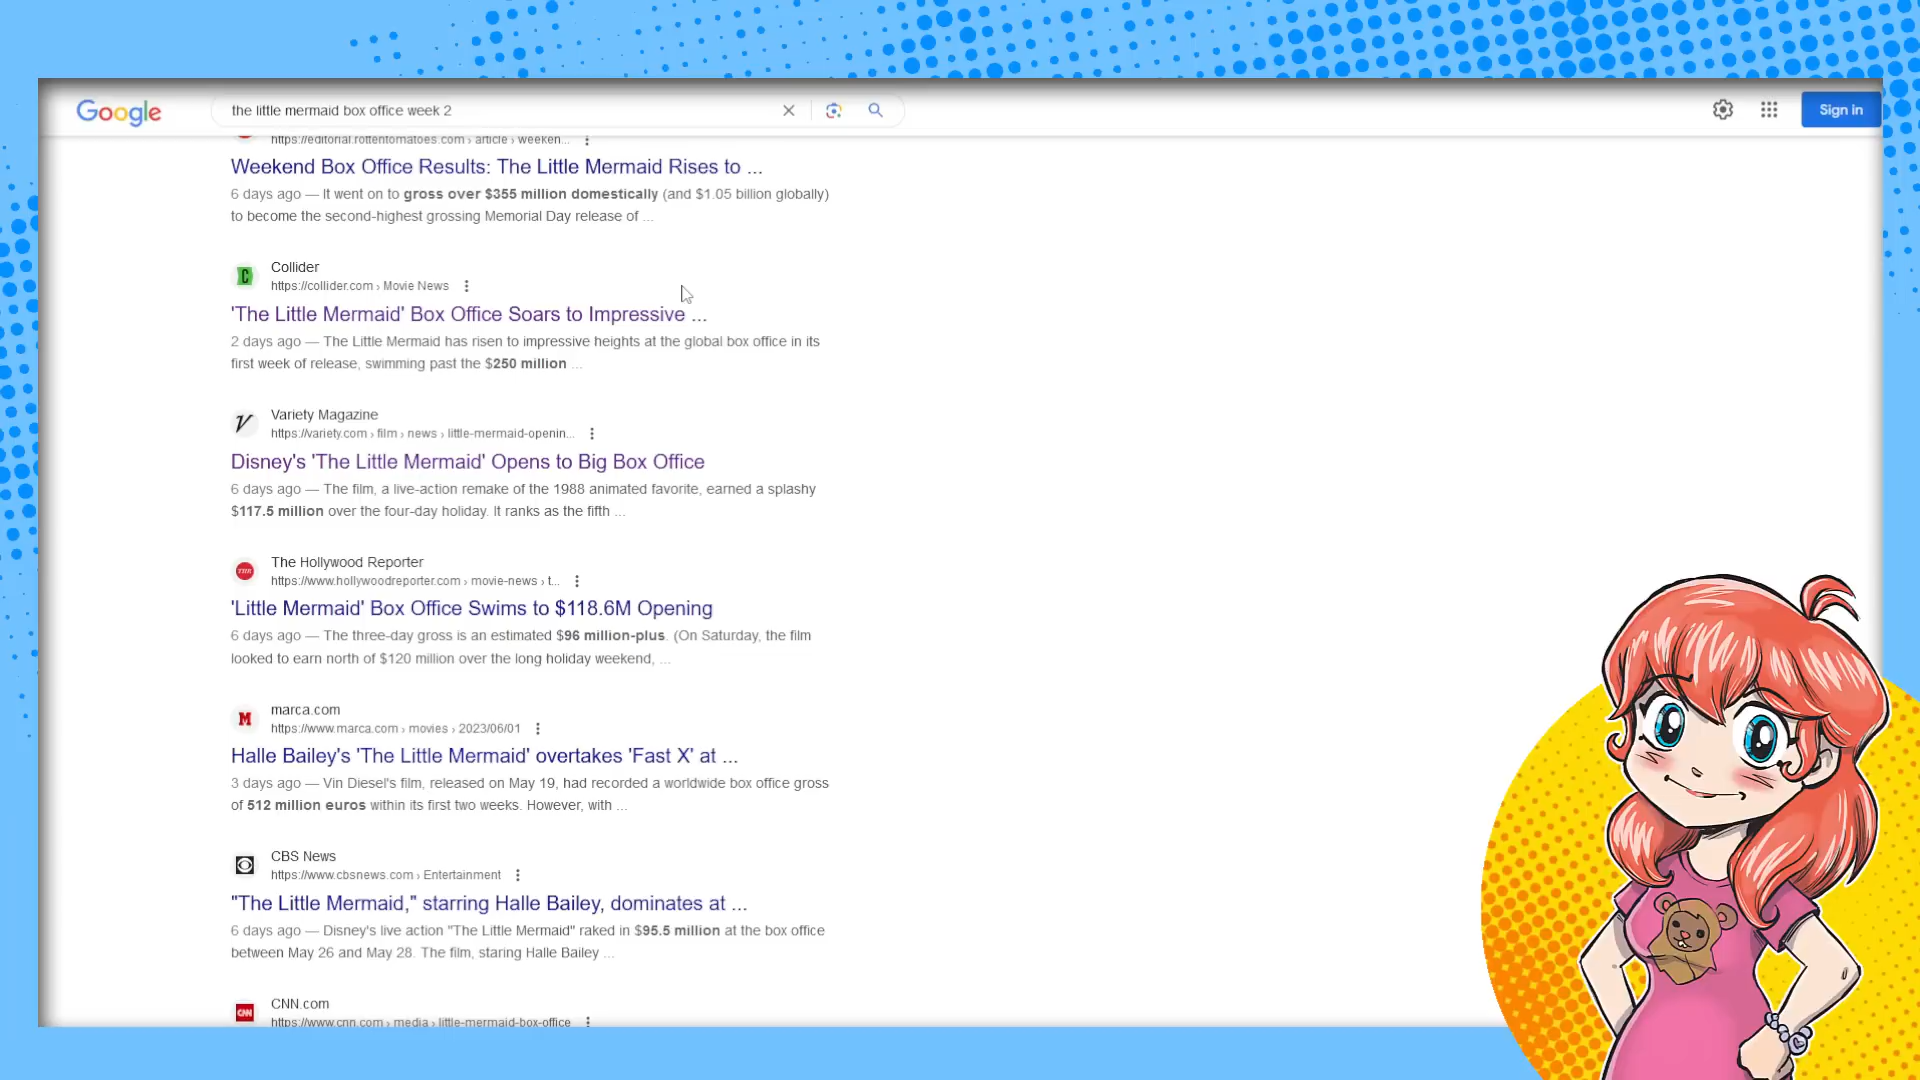 Google
the little mermaid box office week 2
Sign in
https://editorial.rottentomatoes.com › article › weeken...
Weekend Box Office Results: The Little Mermaid Rises to ...
6 days ago — It went on to gross over $355 million domestically (and $1.05 billion globally)
to become the second-highest grossing Memorial Day release of ...
Collider
https://collider.com › Movie News
'The Little Mermaid' Box Office Soars to Impressive ...
2 days ago — The Little Mermaid has risen to impressive heights at the global box office in its
first week of release, swimming past the $250 million ...
Variety Magazine
https://variety.com › film › news › little-mermaid-openin...
Disney's 'The Little Mermaid' Opens to Big Box Office
6 days ago — The film, a live-action remake of the 1988 animated favorite, earned a splashy
$117.5 million over the four-day holiday. It ranks as the fifth ...
The Hollywood Reporter
https://www.hollywoodreporter.com › movie-news › t...
'Little Mermaid' Box Office Swims to $118.6M Opening
6 days ago — The three-day gross is an estimated $96 million-plus. (On Saturday, the film
looked to earn north of $120 million over the long holiday weekend, ...
marca.com
https://www.marca.com › movies › 2023/06/01
Halle Bailey's 'The Little Mermaid' overtakes 'Fast X' at ...
3 days ago — Vin Diesel's film, released on May 19, had recorded a worldwide box office gross
of 512 million euros within its first two weeks. However, with ...
CBS News
https://www.cbsnews.com › Entertainment
"The Little Mermaid," starring Halle Bailey, dominates at ...
6 days ago — Disney's live action "The Little Mermaid" raked in $95.5 million at the box office
between May 26 and May 28. The film, staring Halle Bailey ...
CNN.com
https://www.cnn.com › media › little-mermaid-box-office